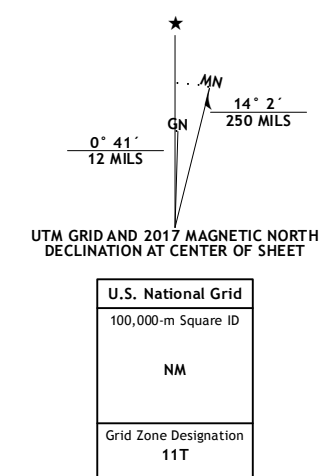 ★
MN
GN
14° 2´
250 MILS
0° 41´
12 MILS
UTM GRID AND 2017 MAGNETIC NORTH
DECLINATION AT CENTER OF SHEET
U.S. National Grid
100,000-m Square ID
NM
Grid Zone Designation
11T